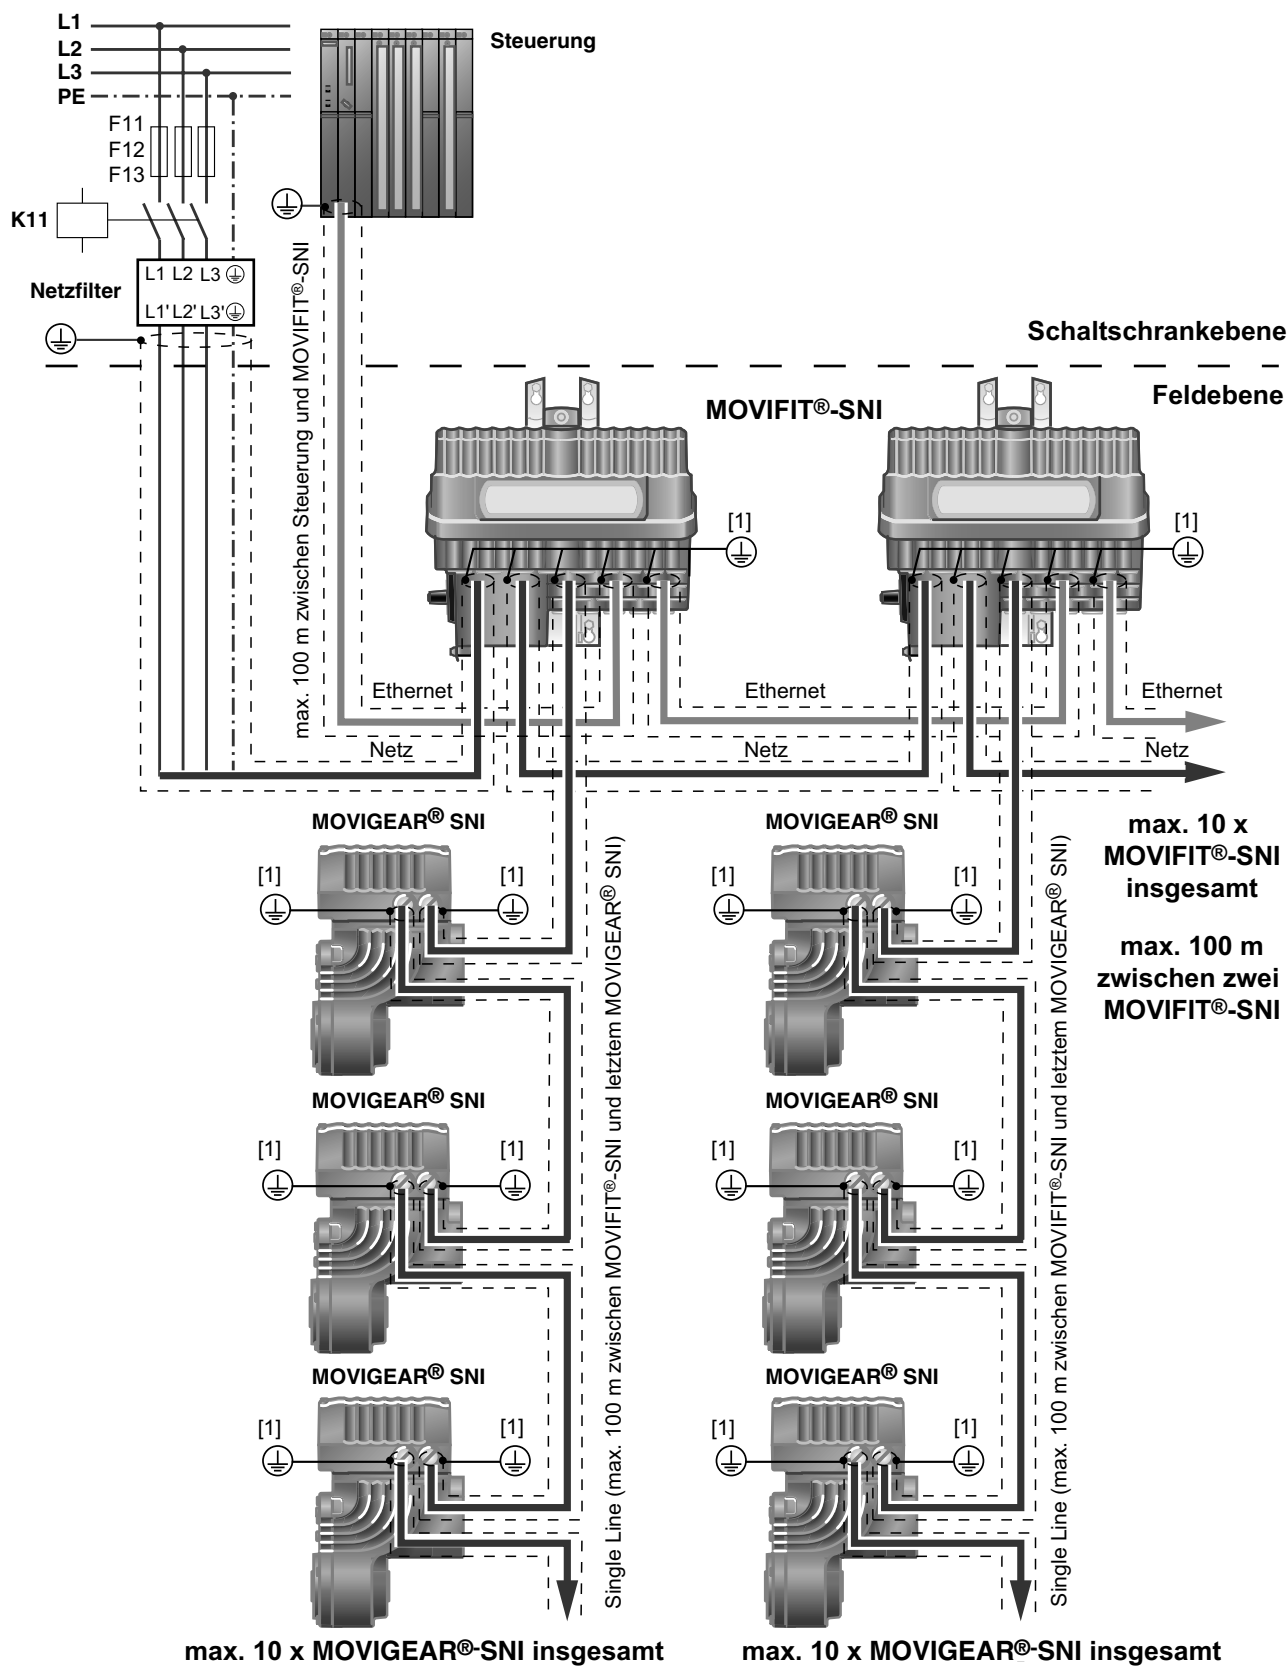 L1
L2
L3
PE
Steuerung
F11
F12
F13
K11
L1 L2 L3
Netzfilter
L1' L2' L3'
max. 100 m zwischen Steuerung und MOVIFIT®-SNI
Schaltschrankebene
Feldebene
MOVIFIT®-SNI
[1]
[1]
Ethernet
Ethernet
Ethernet
Netz
Netz
Netz
max. 10 x
MOVIFIT®-SNI
insgesamt
max. 100 m
zwischen zwei
MOVIFIT®-SNI
MOVIGEAR® SNI
[1]
[1]
MOVIGEAR® SNI
[1]
[1]
MOVIGEAR® SNI
[1]
[1]
MOVIGEAR® SNI
[1]
[1]
MOVIGEAR® SNI
[1]
[1]
MOVIGEAR® SNI
[1]
[1]
Single Line (max. 100 m zwischen MOVIFIT®-SNI und letztem MOVIGEAR® SNI)
Single Line (max. 100 m zwischen MOVIFIT®-SNI und letztem MOVIGEAR® SNI)
max. 10 x MOVIGEAR®-SNI insgesamt
max. 10 x MOVIGEAR®-SNI insgesamt